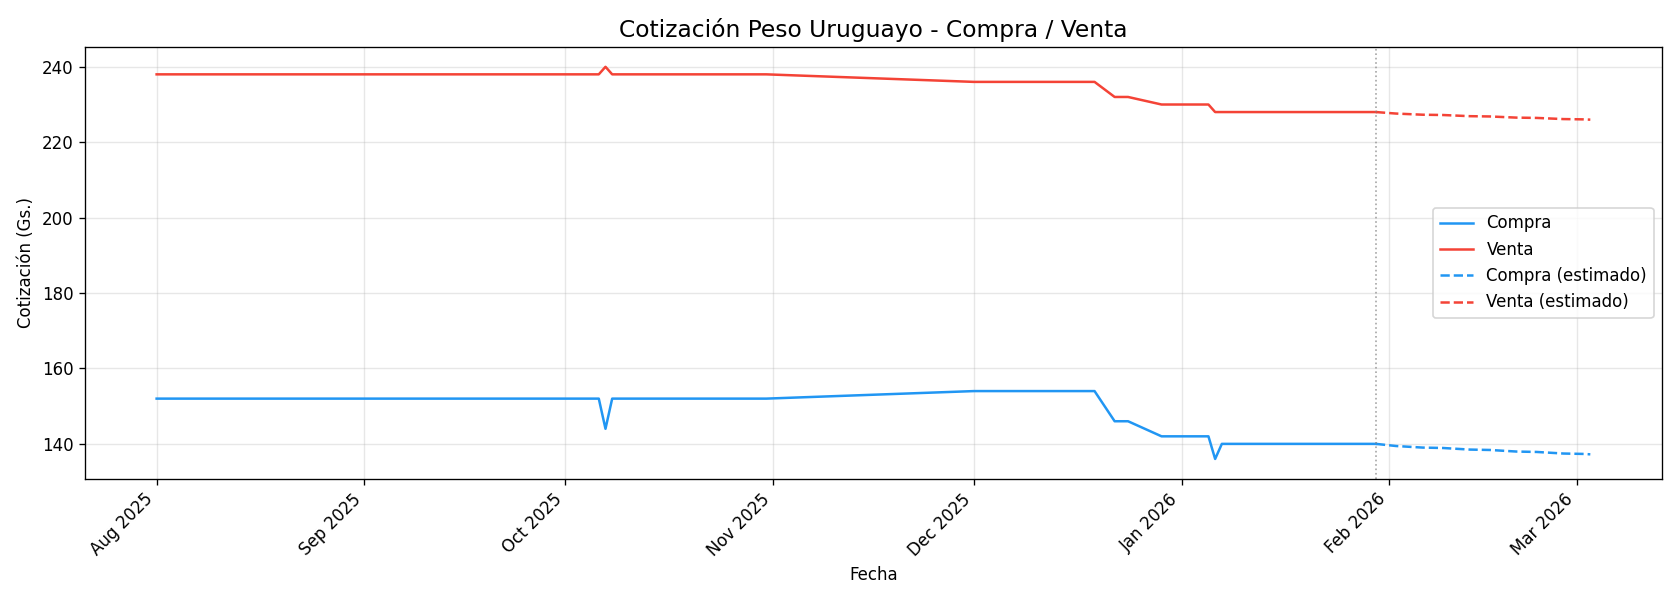 Cotización Peso Uruguayo - Compra / Venta
Cotización (Gs.)
240
220
200
180
160
140
Compra
Venta
Compra (estimado)
Venta (estimado)
Aug 2025
Sep 2025
Oct 2025
Nov 2025
Dec 2025
Jan 2026
Feb 2026
Mar 2026
Fecha